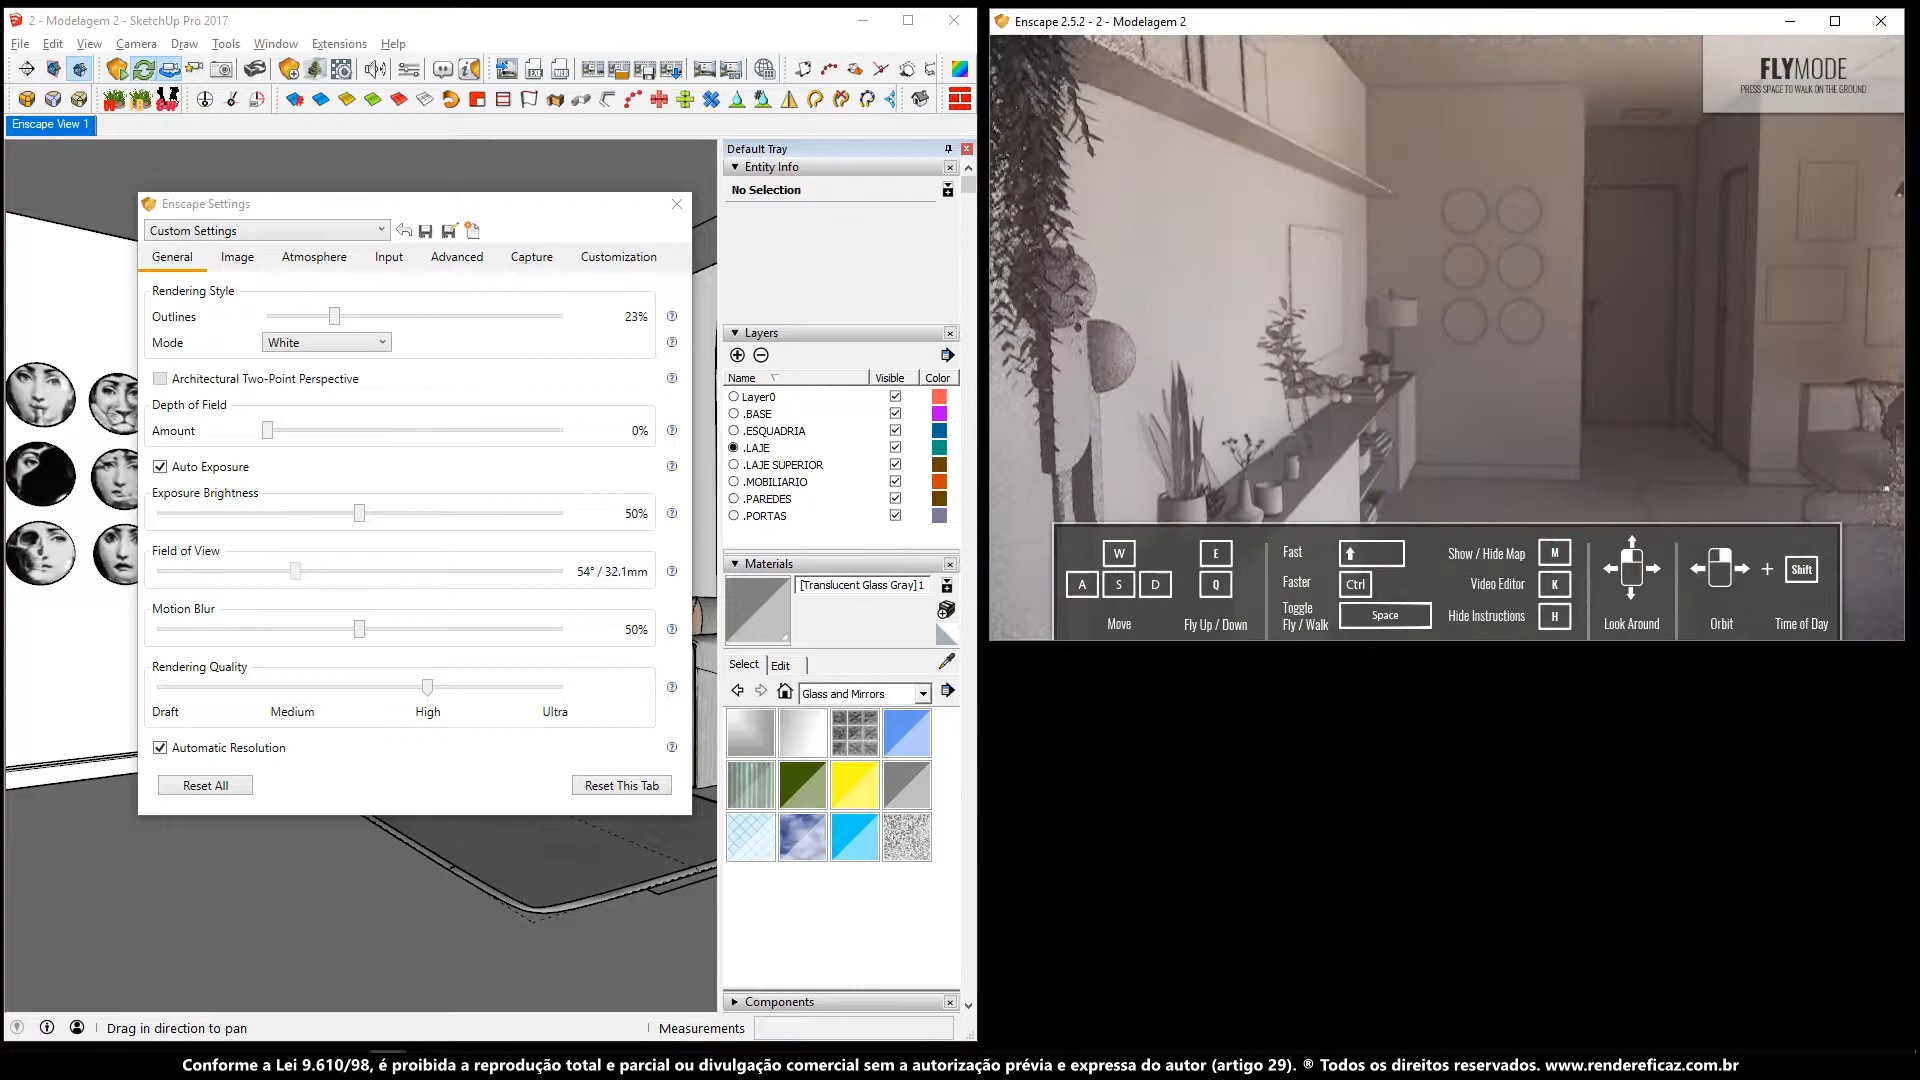 2 - Modelagem 2 - SketchUp Pro 2017
File Edit View Camera Draw Tools Window Extensions Help
Enscape View 1
Enscape Settings
Custom Settings
General Image Atmosphere Input Advanced Capture Customization
Rendering Style
Outlines 23%
Mode White
Architectural Two-Point Perspective
Depth of Field
Amount 0%
Auto Exposure
Exposure Brightness
50%
Field of View
54° / 32.1mm
Motion Blur
50%
Rendering Quality
Draft Medium High Ultra
Automatic Resolution
Reset All Reset This Tab
Default Tray
Entity Info
No Selection
Layers
Name Visible Color
Layer0
.BASE
.ESQUADRIA
.LAJE
.LAJE SUPERIOR
.MOBILIARIO
.PAREDES
.PORTAS
Materials
[Translucent Glass Gray]1
Select Edit
Glass and Mirrors
Components
Drag in direction to pan
Measurements
Enscape 2.5.2 - 2 - Modelagem 2
FLYMODE
PRESS SPACE TO WALK ON THE GROUND
W
A S D
Move
E
Q
Fly Up / Down
Fast
Faster Ctrl
Toggle
Fly / Walk Space
Show / Hide Map M
Video Editor K
Hide Instructions H
Look Around
Orbit
+ Shift
Time of Day
Conforme a Lei 9.610/98, é proibida a reprodução total e parcial ou divulgação comercial sem a autorização prévia e expressa do autor (artigo 29). ® Todos os direitos reservados. www.rendereficaz.com.br